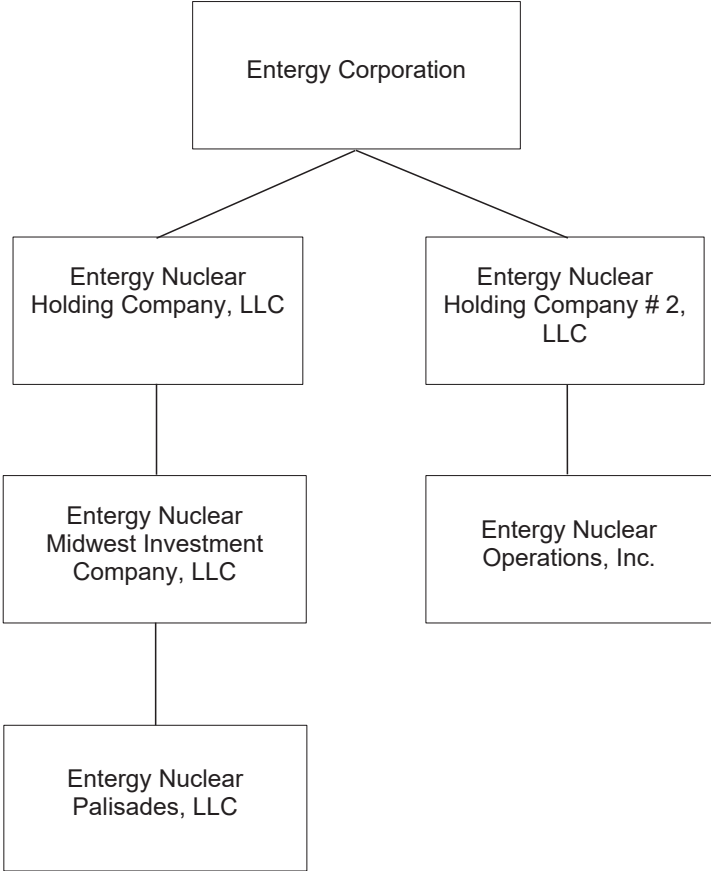 Entergy Corporation
Entergy Nuclear
Holding Company, LLC
Entergy Nuclear
Holding Company # 2,
LLC
Entergy Nuclear
Midwest Investment
Company, LLC
Entergy Nuclear
Operations, Inc.
Entergy Nuclear
Palisades, LLC